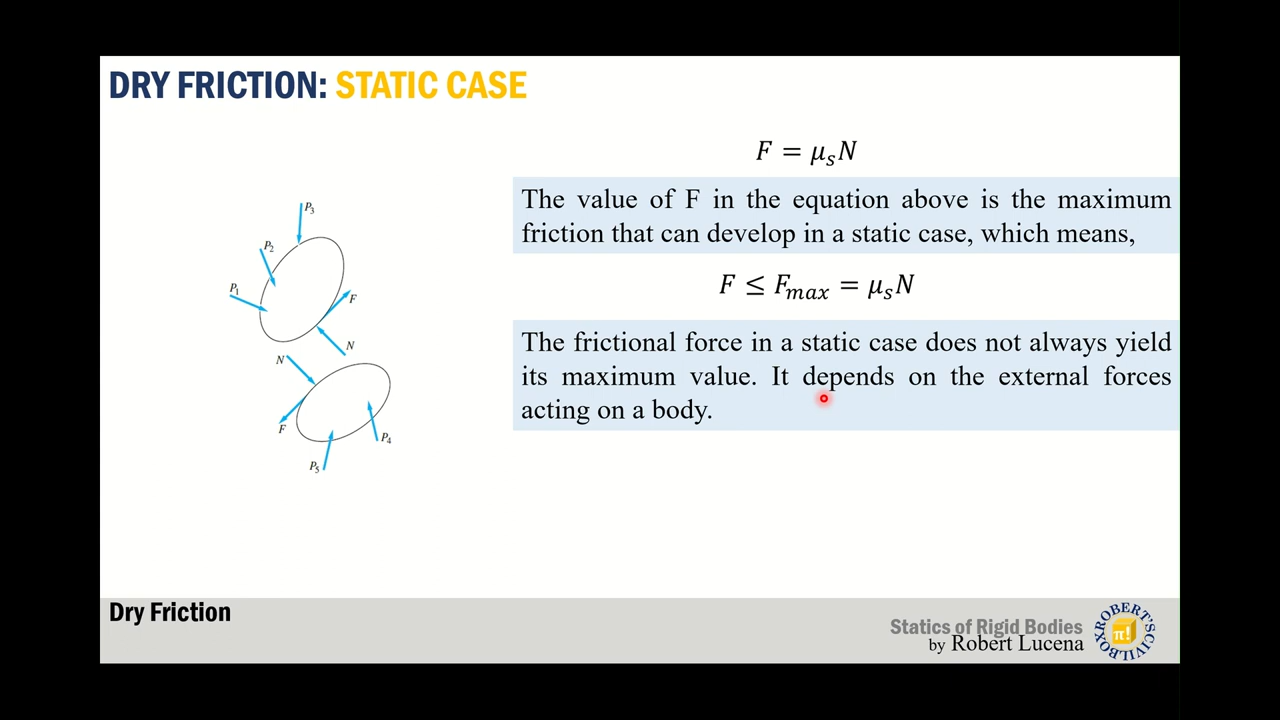 DRY FRICTION: STATIC CASE
F = μₛN
The value of F in the equation above is the maximum
friction that can develop in a static case, which means,
F ≤ Fₘₐₓ = μₛN
The frictional force in a static case does not always yield
its maximum value. It depends on the external forces
acting on a body.
P₃
P₂
P₁
F
N
N
F
P₄
P₅
Dry Friction
Statics of Rigid Bodies
by Robert Lucena
ROBERT'S CIVIL BOX
π!